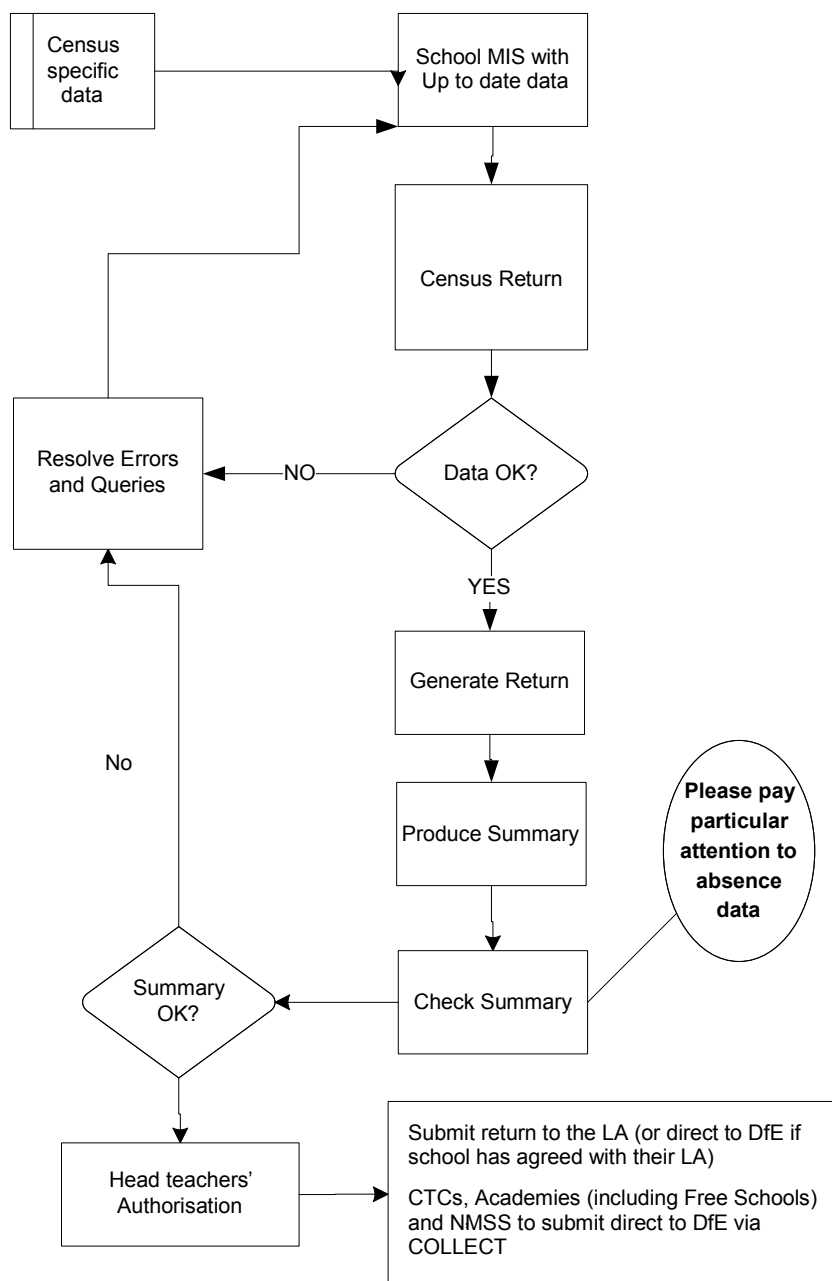 Census
specific
data
School MIS with
Up to date data
Census Return
Resolve Errors
and Queries
NO
Data OK?
YES
Generate Return
No
Please pay
particular
attention to
absence
data
Produce Summary
Summary
OK?
Check Summary
Head teachers'
Authorisation
Submit return to the LA (or direct to DfE if
school has agreed with their LA)
CTCs, Academies (including Free Schools)
and NMSS to submit direct to DfE via
COLLECT